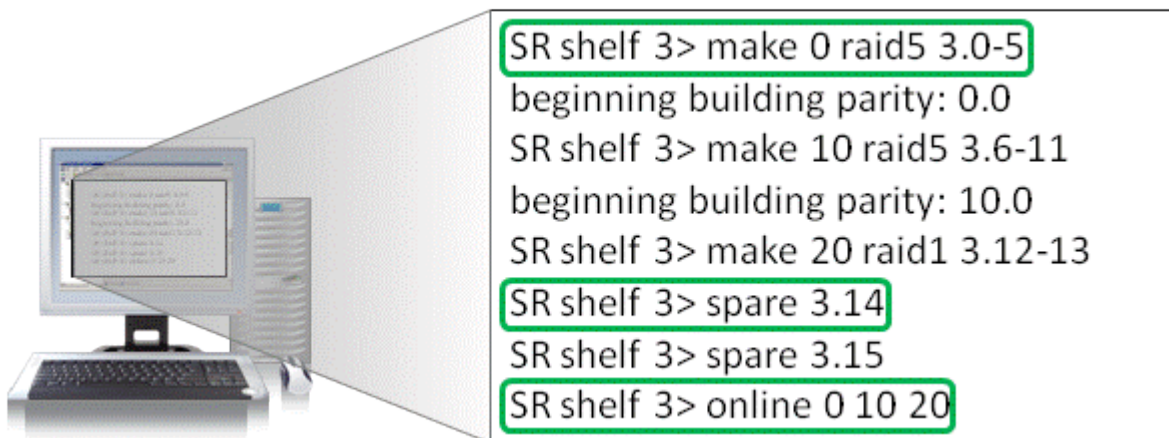 SR shelf 3> make 0 raid5 3.0-5
beginning building parity: 0.0
SR shelf 3> make 10 raid5 3.6-11
beginning building parity: 10.0
SR shelf 3> make 20 raid1 3.12-13
SR shelf 3> spare 3.14
SR shelf 3> spare 3.15
SR shelf 3> online 0 10 20